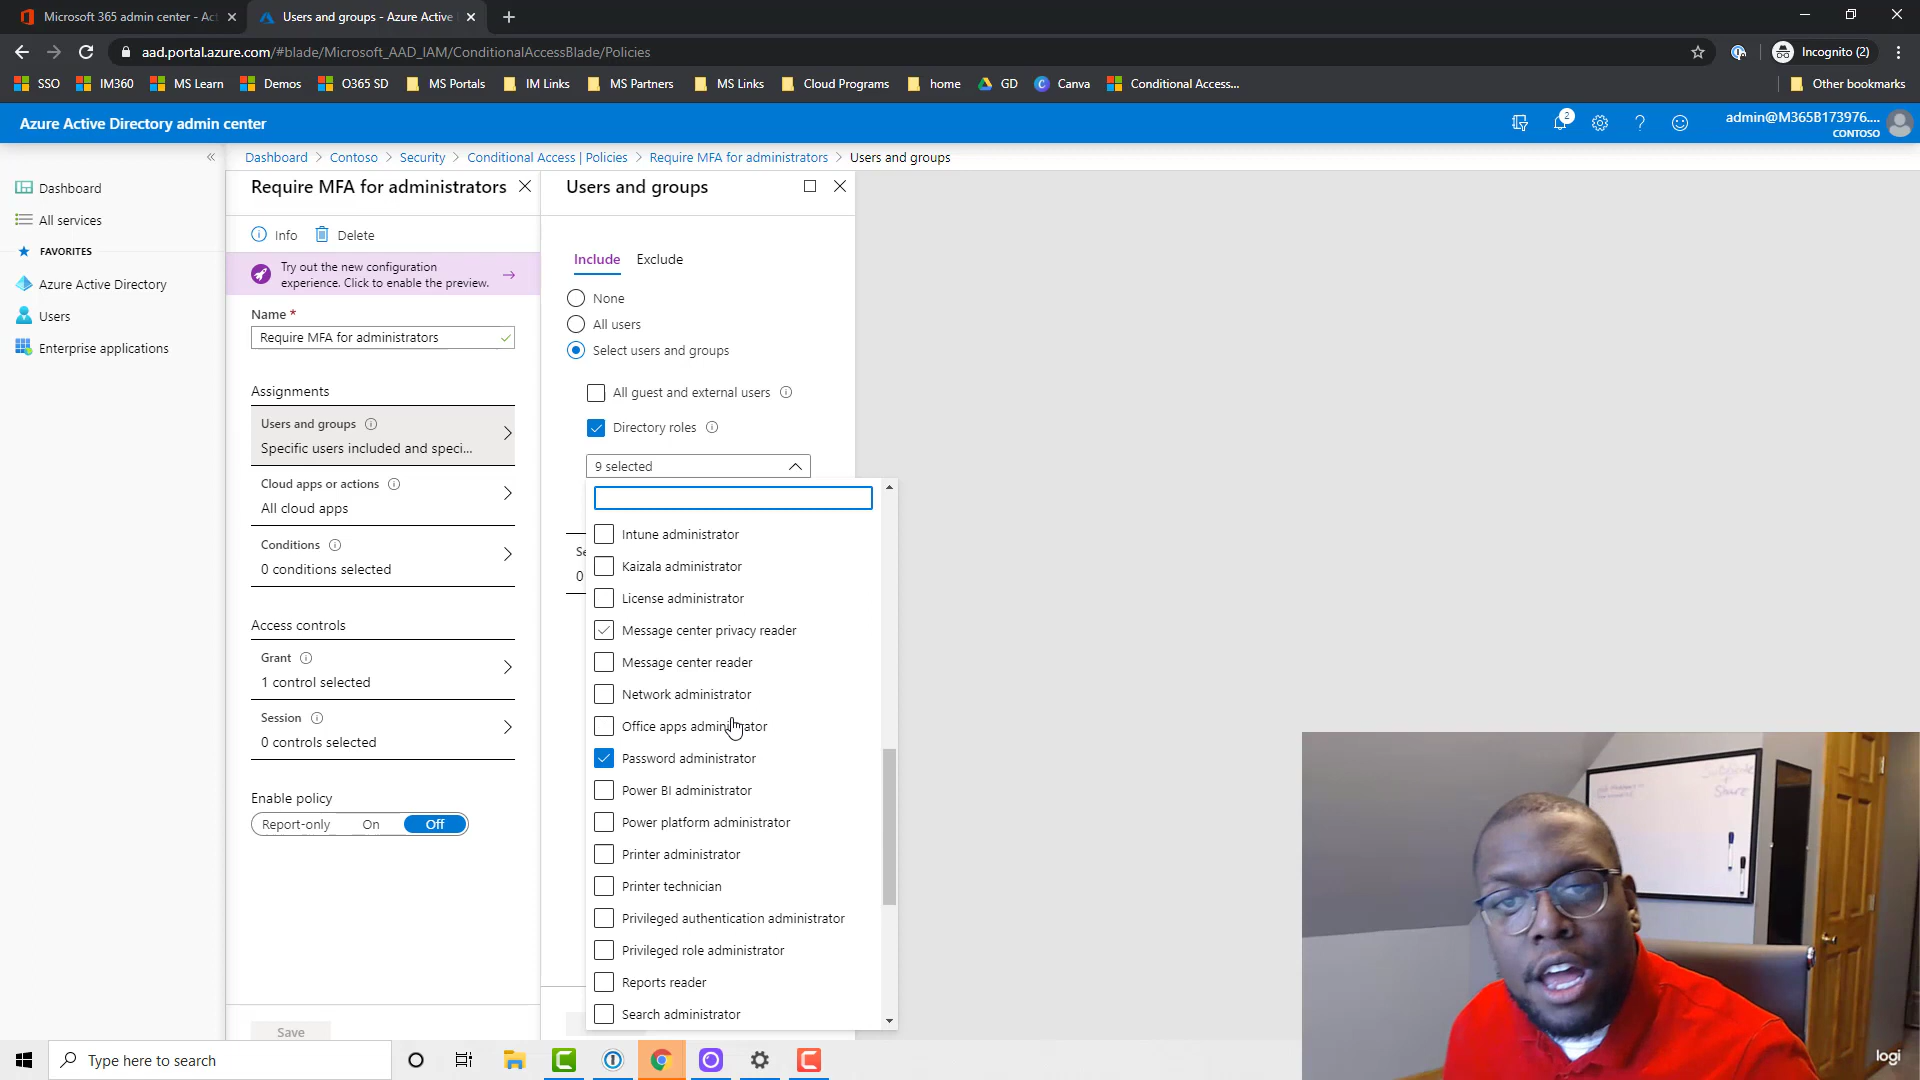 Microsoft 365 admin center - Act
Users and groups - Azure Active
aad.portal.azure.com/#blade/Microsoft_AAD_IAM/ConditionalAccessBlade/Policies
Incognito (2)
SSO
IM360
MS Learn
Demos
O365 SD
MS Portals
IM Links
MS Partners
MS Links
Cloud Programs
home
GD
Canva
Conditional Access...
Other bookmarks
Azure Active Directory admin center
2
admin@M365B173976....
CONTOSO
Dashboard
All services
FAVORITES
Azure Active Directory
Users
Enterprise applications
Dashboard > Contoso > Security > Conditional Access | Policies > Require MFA for administrators > Users and groups
Require MFA for administrators
Info
Delete
Try out the new configuration
experience. Click to enable the preview.
Name *
Require MFA for administrators
Assignments
Users and groups
Specific users included and speci...
Cloud apps or actions
All cloud apps
Conditions
0 conditions selected
Access controls
Grant
1 control selected
Session
0 controls selected
Enable policy
Report-only On Off
Save
Users and groups
Include
Exclude
None
All users
Select users and groups
All guest and external users
Directory roles
9 selected
Se
0
Intune administrator
Kaizala administrator
License administrator
Message center privacy reader
Message center reader
Network administrator
Office apps administrator
Password administrator
Power BI administrator
Power platform administrator
Printer administrator
Printer technician
Privileged authentication administrator
Privileged role administrator
Reports reader
Search administrator
Share
logi
Type here to search